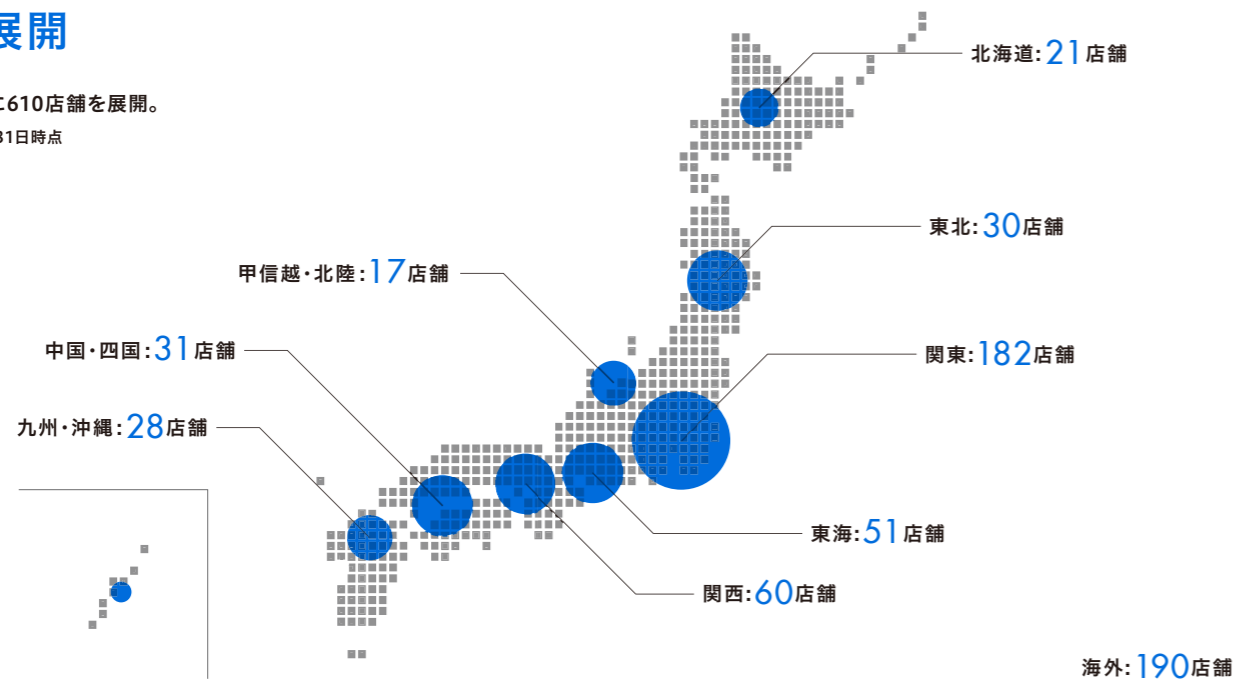 展開
に610店舗を展開。
31日時点
北海道:21店舗
東北:30店舗
甲信越・北陸:17店舗
中国・四国:31店舗
関東:182店舗
九州・沖縄:28店舗
東海:51店舗
関西:60店舗
海外:190店舗